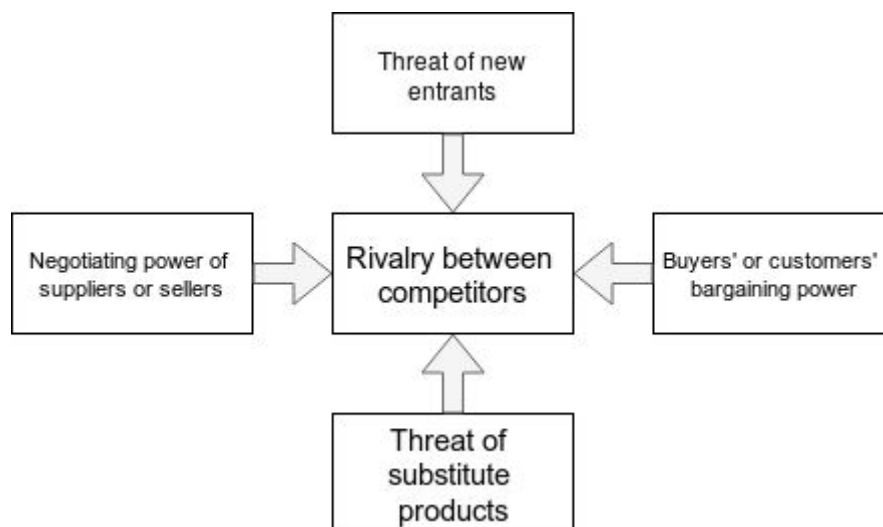 Threat of new
entrants
Negotiating power of
suppliers or sellers
Rivalry between
competitors
Buyers' or customers'
bargaining power
Threat of
substitute
products